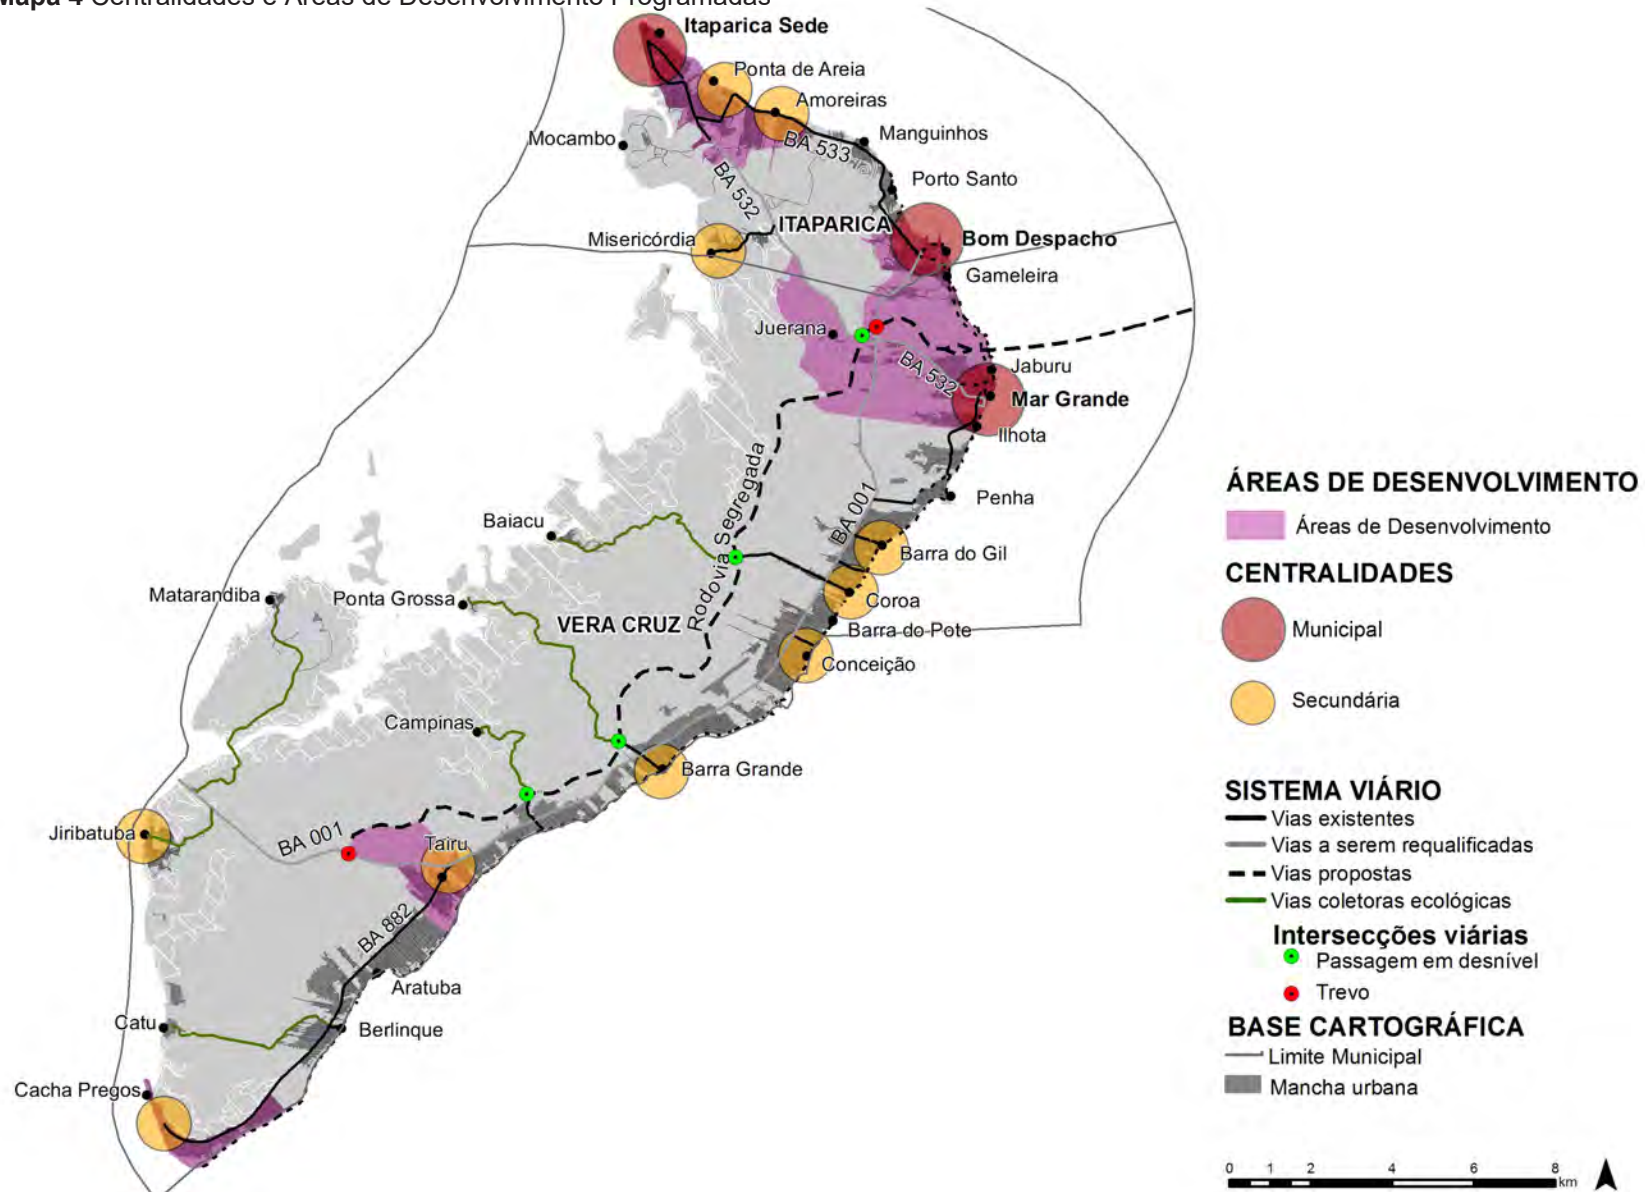 Mapa 4 Centralidades e Áreas de Desenvolvimento Programadas
Itaparica Sede
Ponta de Areia
Amoreiras
Mocambo
Manguinhos
BA 533
Porto Santo
BA 532
ITAPARICA
Misericórdia
Bom Despacho
Gameleira
Juerana
BA 532
Jaburu
Mar Grande
Ilhota
Rodovia Segregada
BA 001
Penha
Baiacu
Barra do Gil
Matarandiba
Ponta Grossa
Coroa
VERA CRUZ
Barra do Pote
Conceição
Campinas
Barra Grande
Jiribatuba
BA 001
Tairu
BA 882
Aratuba
Catu
Berlinque
Cacha Pregos
ÁREAS DE DESENVOLVIMENTO
Áreas de Desenvolvimento
CENTRALIDADES
Municipal
Secundária
SISTEMA VIÁRIO
Vias existentes
Vias a serem requalificadas
Vias propostas
Vias coletoras ecológicas
Intersecções viárias
Passagem em desnível
Trevo
BASE CARTOGRÁFICA
Limite Municipal
Mancha urbana
0 1 2 4 6 8
km